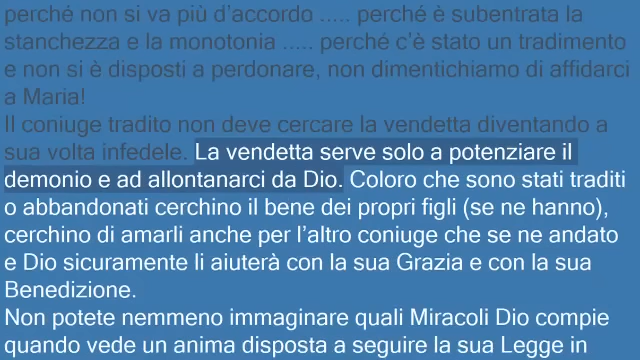 perché non si va più d’accordo ..... perché è subentrata la
stanchezza e la monotonia ..... perché c’è stato un tradimento
e non si è disposti a perdonare, non dimentichiamo di affidarci
a Maria!
Il coniuge tradito non deve cercare la vendetta diventando a
sua volta infedele. La vendetta serve solo a potenziare il
demonio e ad allontanarci da Dio. Coloro che sono stati traditi
o abbandonati cerchino il bene dei propri figli (se ne hanno),
cerchino di amarli anche per l’altro coniuge che se ne andato
e Dio sicuramente li aiuterà con la sua Grazia e con la sua
Benedizione.
Non potete nemmeno immaginare quali Miracoli Dio compie
quando vede un anima disposta a seguire la sua Legge in